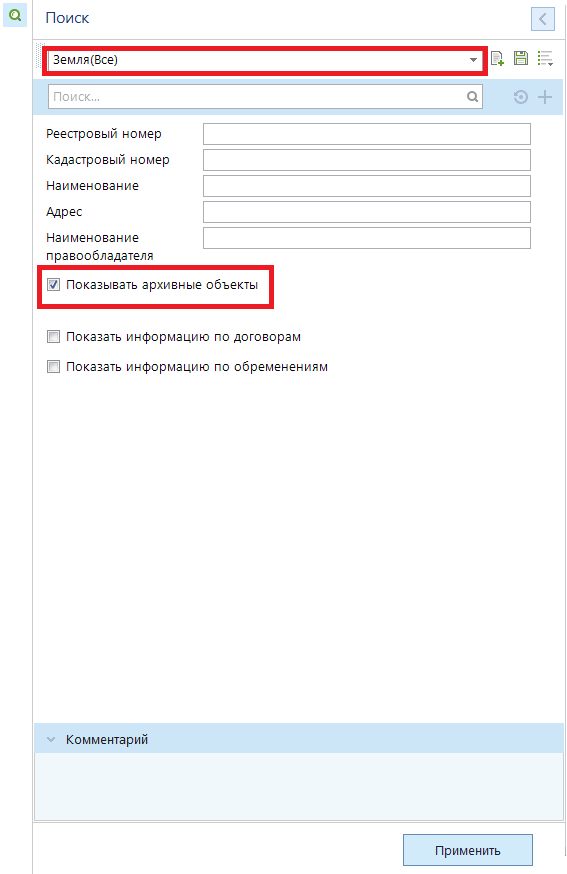 Поиск
Земля(Все)
Поиск...
Реестровый номер
Кадастровый номер
Наименование
Адрес
Наименование
правообладателя
Показывать архивные объекты
Показать информацию по договорам
Показать информацию по обременениям
Комментарий
Применить